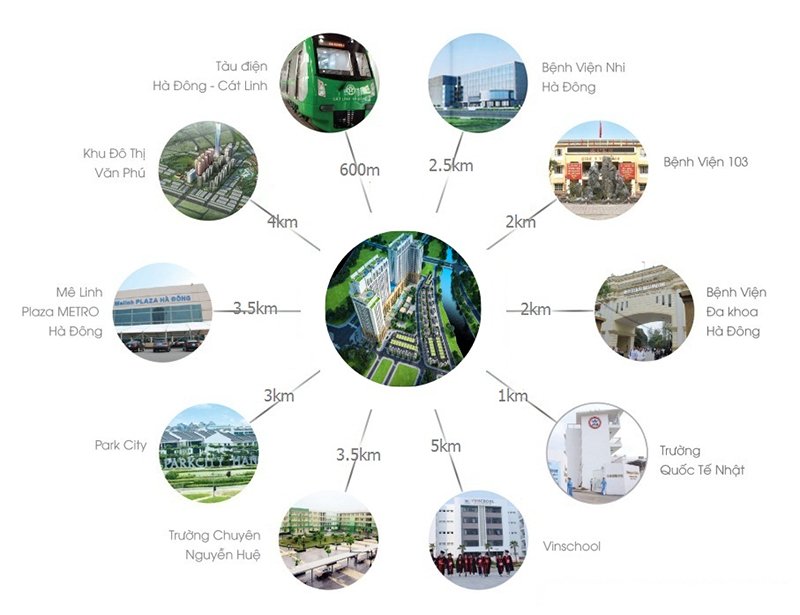 Tàu điện
Hà Đông - Cát Linh
600m
Bệnh Viện Nhi
Hà Đông
2.5km
Khu Đô Thị
Văn Phú
4km
Bệnh Viện 103
2km
Mê Linh
Plaza METRO
Hà Đông
Melinh PLAZA HÀ ĐÔNG
3.5km
Bệnh Viện
Đa khoa
Hà Đông
2km
Park City
PARKCITY HAN
3km
Trường
Quốc Tế Nhật
1km
Trường Chuyên
Nguyễn Huệ
3.5km
Vinschool
VINSCHOOL
5km